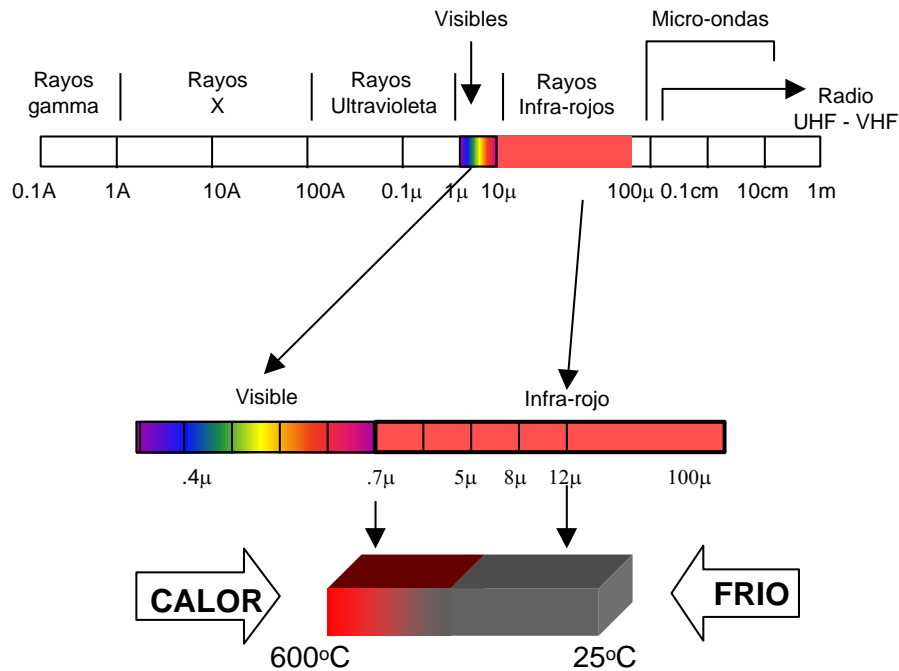 Visibles
Micro-ondas
Rayos
gamma
Rayos
X
Rayos
Ultravioleta
Rayos
Infra-rojos
Radio
UHF - VHF
0.1A
1A
10A
100A
0.1μ
1μ
10μ
100μ
0.1cm
10cm
1m
Visible
Infra-rojo
.4μ
.7μ
5μ
8μ
12μ
100μ
CALOR
FRIO
600ºC
25ºC